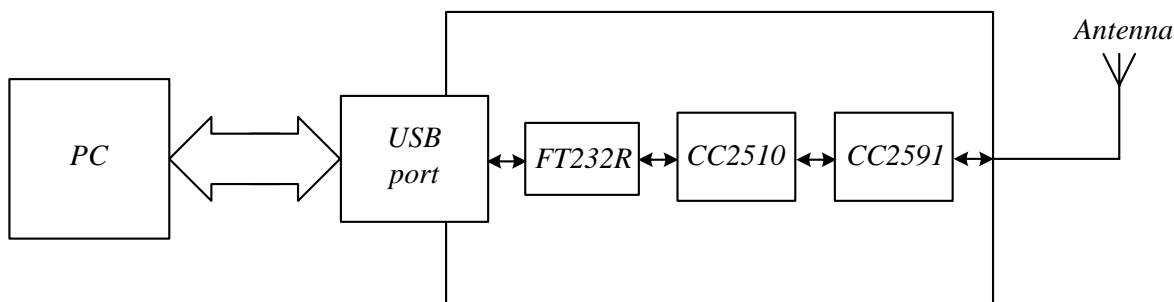 Antenna
PC
USB
port
FT232R
CC2510
CC2591